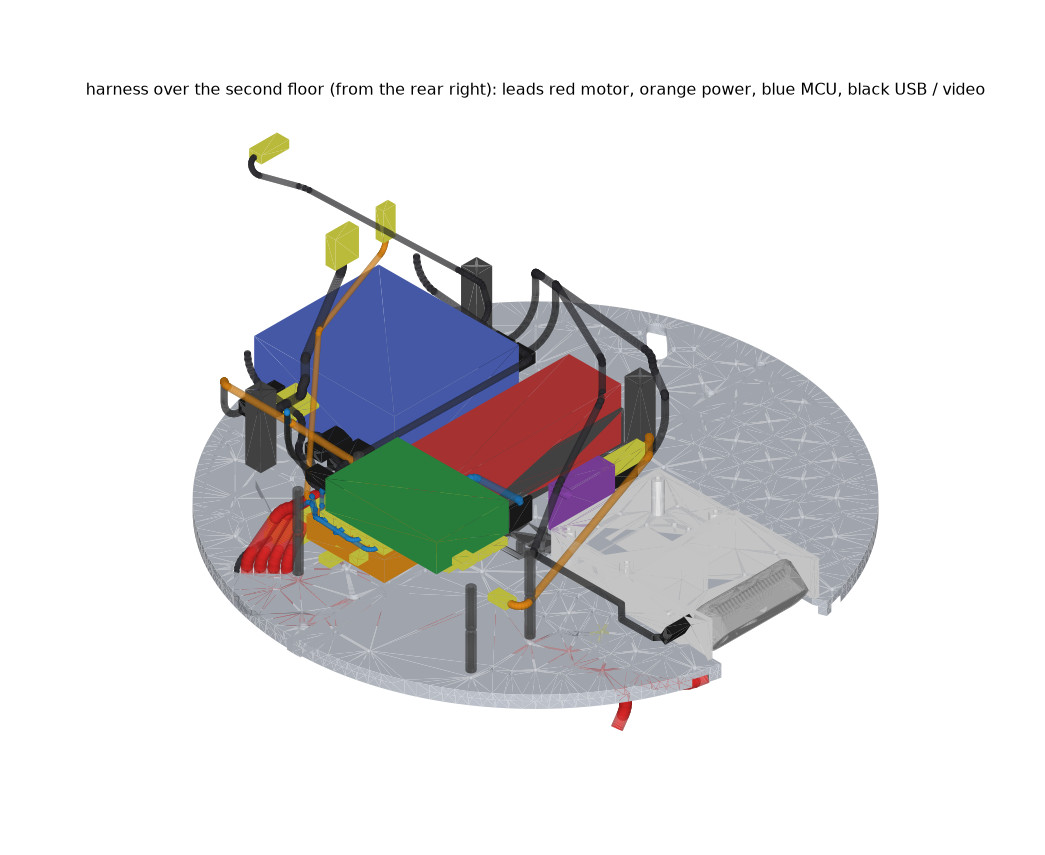 harness over the second floor (from the rear right): leads red motor, orange power, blue MCU, black USB / video